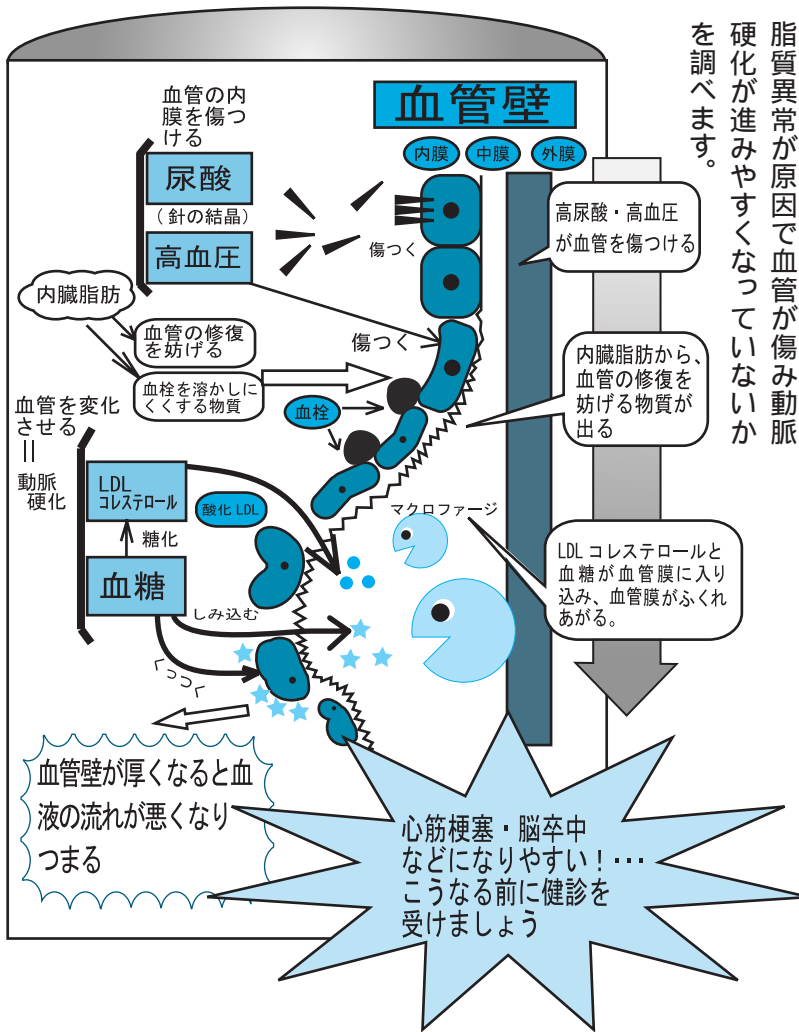 脂質異常が原因で血管が傷み動脈
硬化が進みやすくなっていないか
を調べます。
血管壁
内膜
中膜
外膜
血管の内
膜を傷つ
ける
尿酸
(針の結晶)
高血圧
傷つく
高尿酸・高血圧
が血管を傷つける
内臓脂肪
血管の修復
を妨げる
血栓を溶かしに
くくする物質
傷つく
血栓
内臓脂肪から、
血管の修復を
妨げる物質が
出る
血管を変化
させる
||
動脈
硬化
LDL
コレステロール
酸化 LDL
糖化
血糖
マクロファージ
LDL コレステロールと
血糖が血管膜に入り
込み、血管膜がふくれ
あがる。
しみ込む
くっつく
血管壁が厚くなると血
液の流れが悪くなり
つまる
心筋梗塞・脳卒中
などになりやすい!・・・
こうなる前に健診を
受けましょう